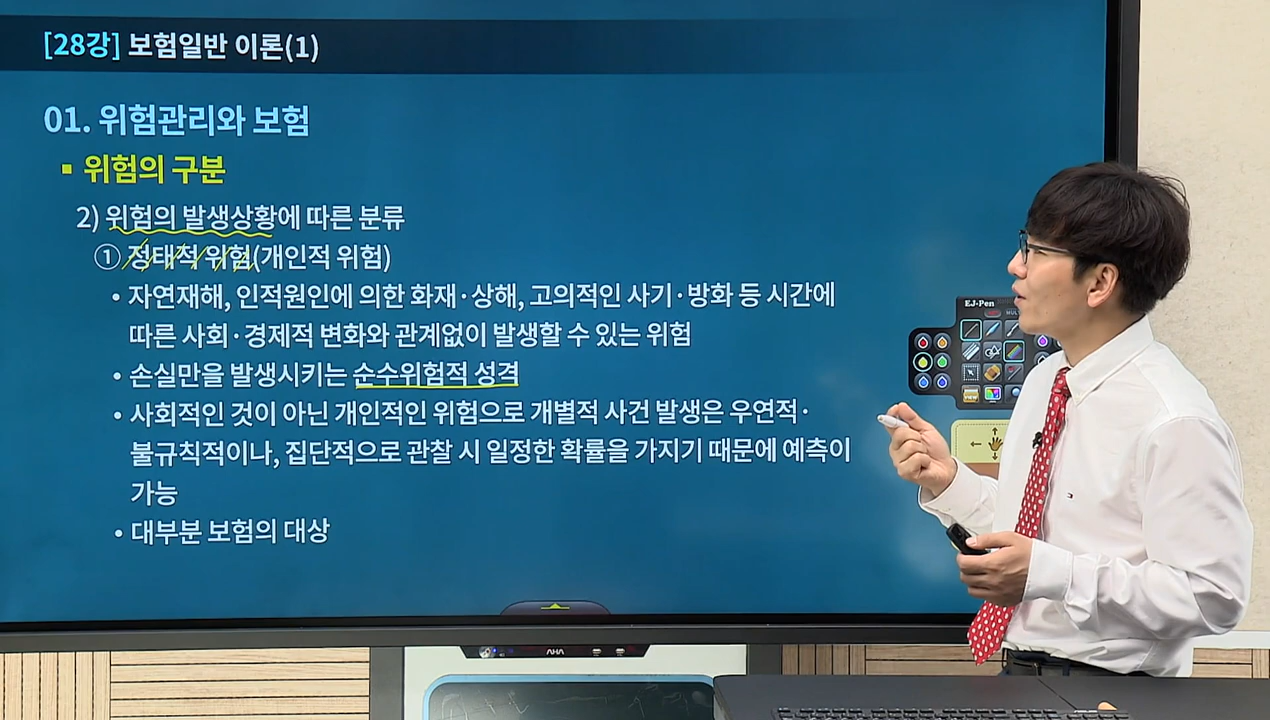 [28강] 보험일반 이론(1)
01. 위험관리와 보험
▪ 위험의 구분
2) 위험의 발생상황에 따른 분류
① 정태적 위험(개인적 위험)
• 자연재해, 인적원인에 의한 화재·상해, 고의적인 사기·방화 등 시간에
따른 사회·경제적 변화와 관계없이 발생할 수 있는 위험
• 손실만을 발생시키는 순수위험적 성격
• 사회적인 것이 아닌 개인적인 위험으로 개별적 사건 발생은 우연적·
불규칙적이나, 집단적으로 관찰 시 일정한 확률을 가지기 때문에 예측이
가능
• 대부분 보험의 대상
EJ-Pen
AHA